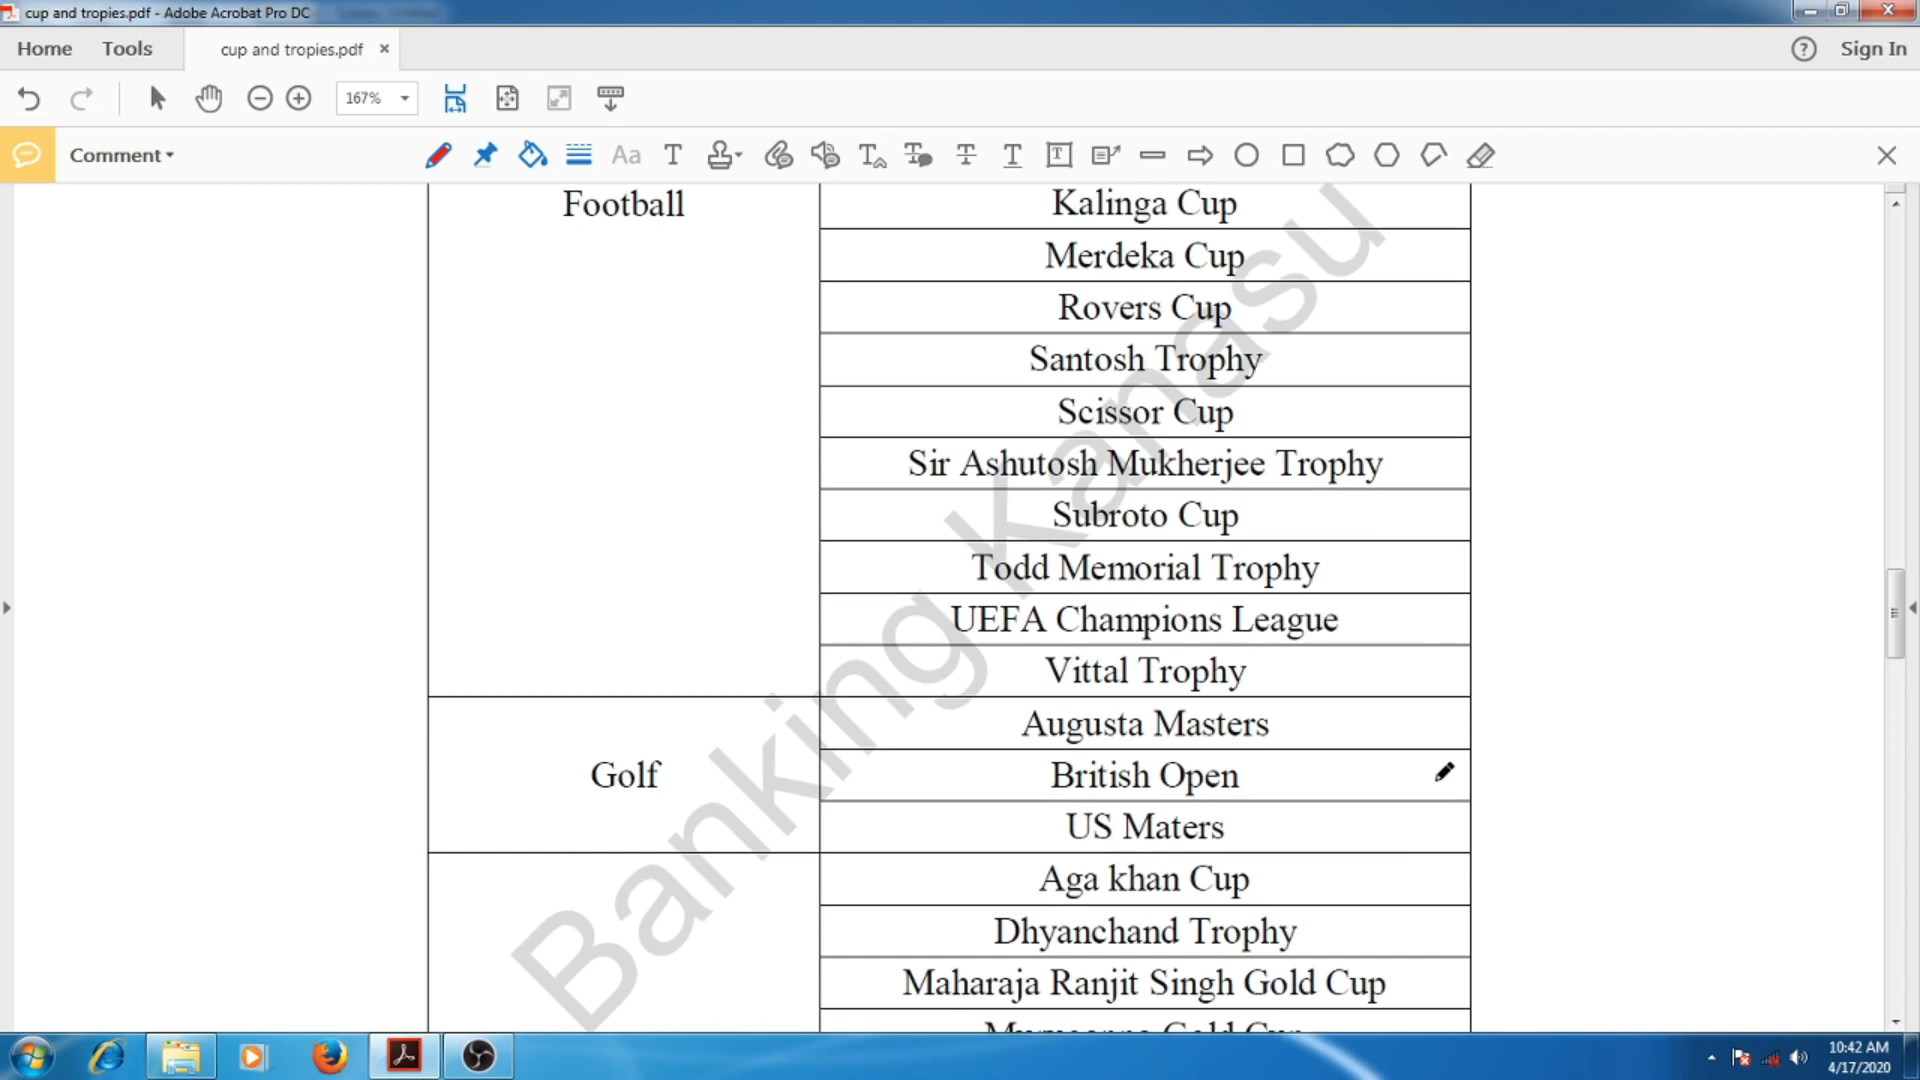 cup and tropies.pdf - Adobe Acrobat Pro DC
Home
Tools
cup and tropies.pdf
Sign In
167%
Comment
Football
Kalinga Cup
Merdeka Cup
Rovers Cup
Santosh Trophy
Scissor Cup
Sir Ashutosh Mukherjee Trophy
Subroto Cup
Todd Memorial Trophy
UEFA Champions League
Vittal Trophy
Golf
Augusta Masters
British Open
US Maters
Aga khan Cup
Dhyanchand Trophy
Maharaja Ranjit Singh Gold Cup
Gold Cup
Banking Kanasu
10:42 AM
4/17/2020